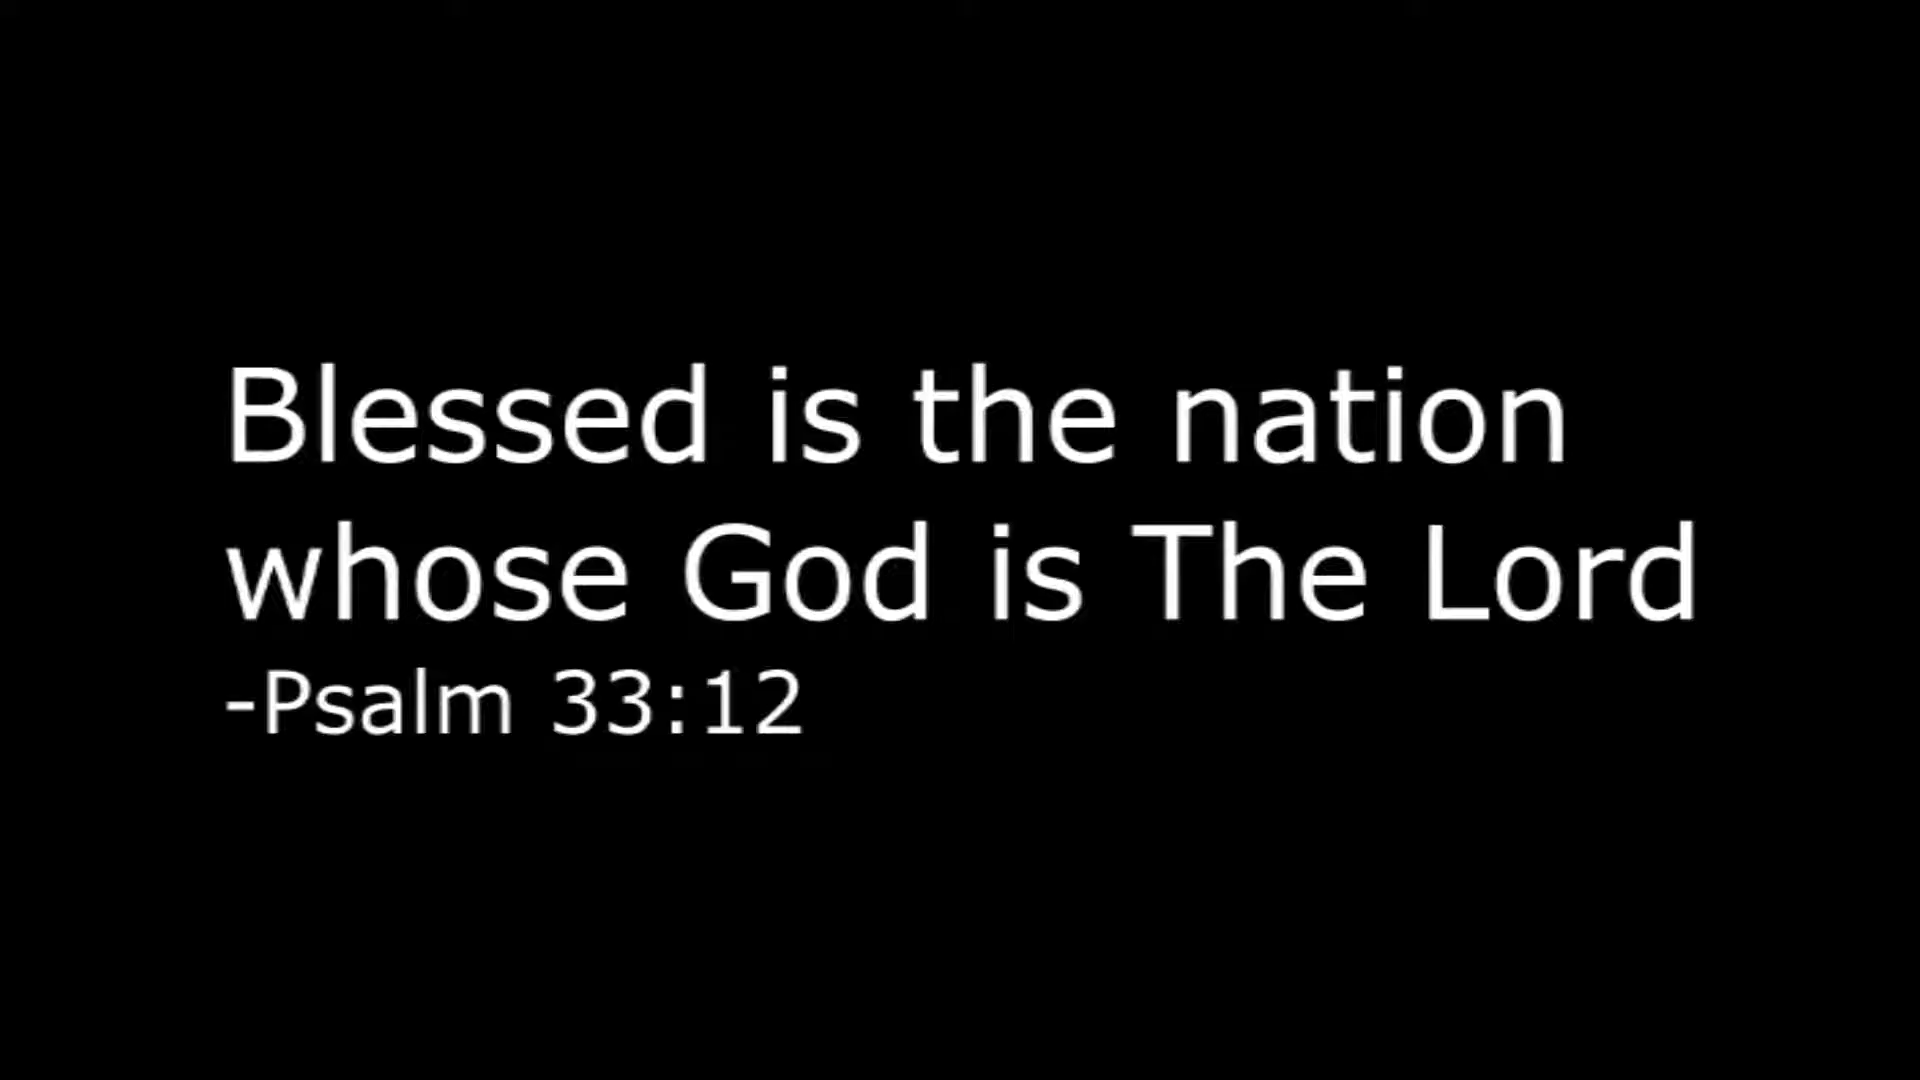 Blessed is the nation
whose God is The Lord
-Psalm 33:12